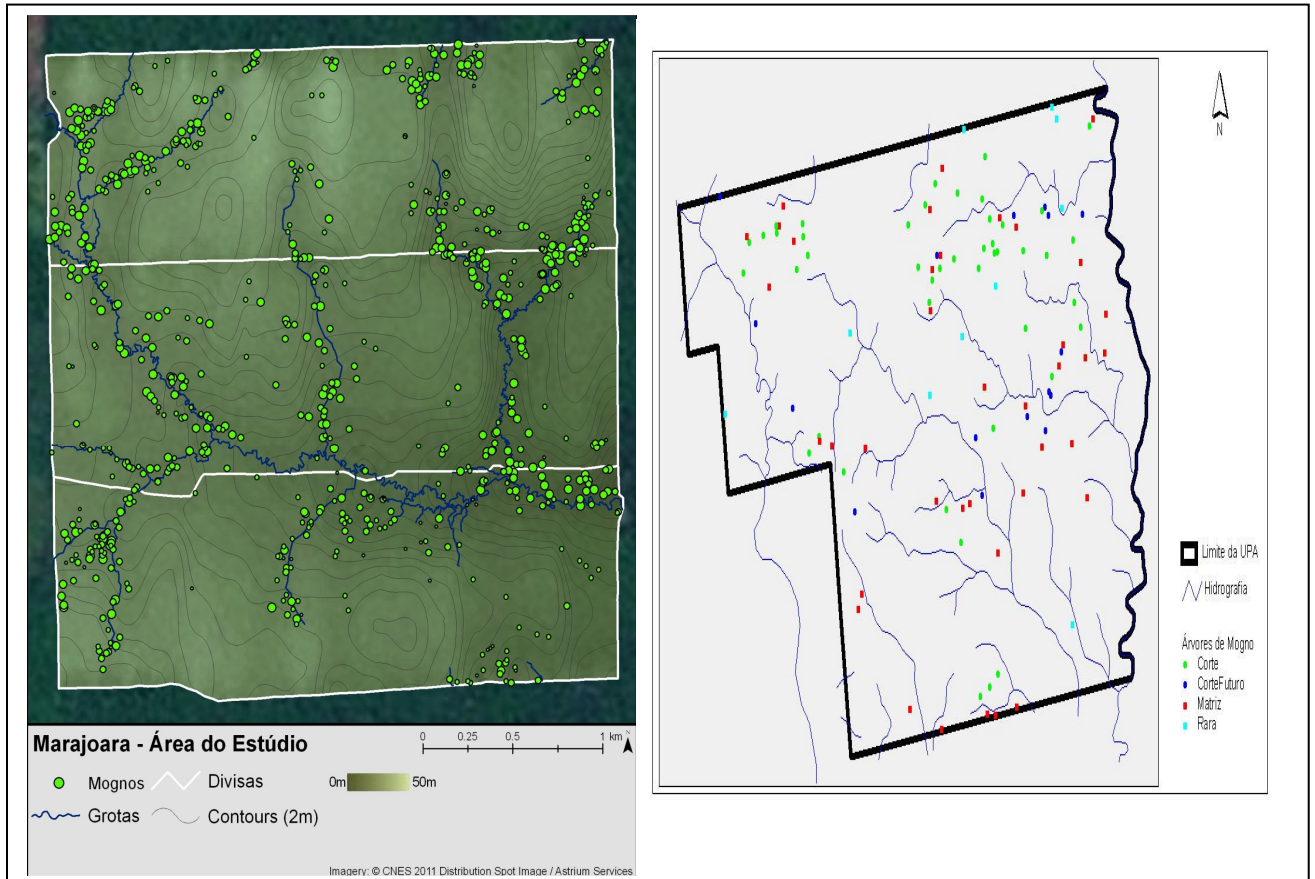 Marajoara - Área do Estúdio
0 0.25 0.5 1 km
Mognos Divisas 0m 50m
Grotas Contours (2m)
Imagery: © CNES 2011 Distribution Spot Image / Astrium Services
N
Limite da UPA
Hidrografia
Árvores de Mogno
Corte
CorteFuturo
Matriz
Rara